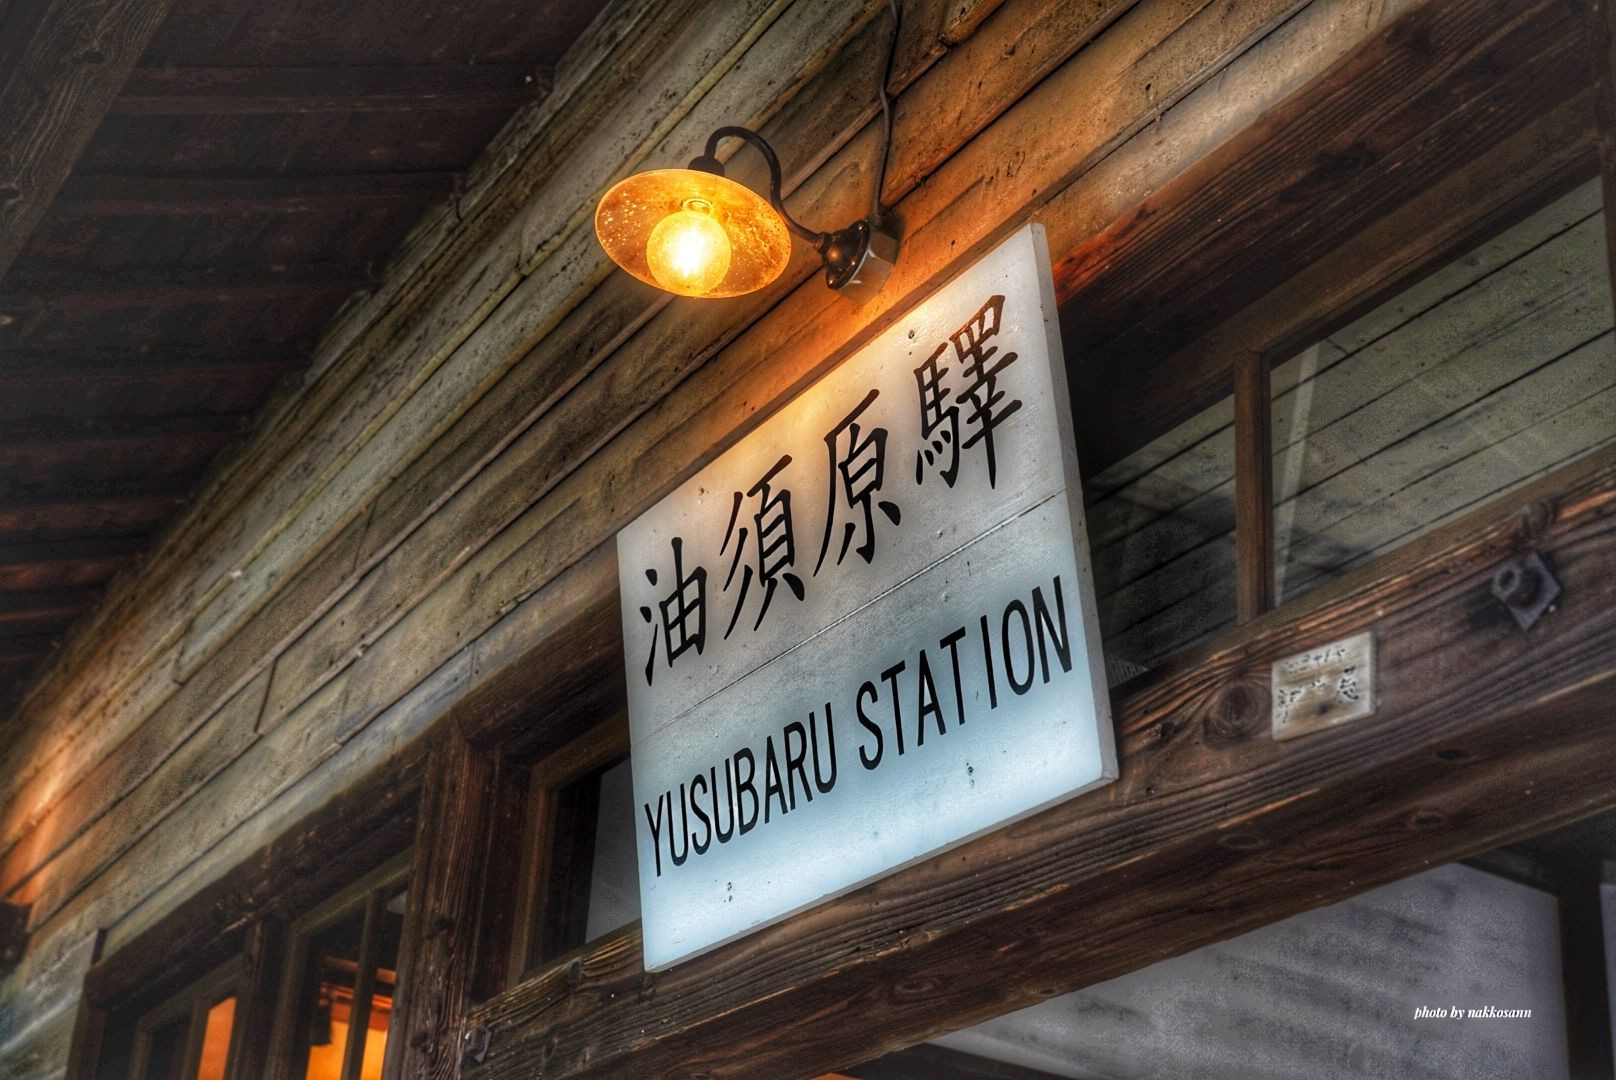 油須原驛
YUSUBARU STATION
photo by nakkosann